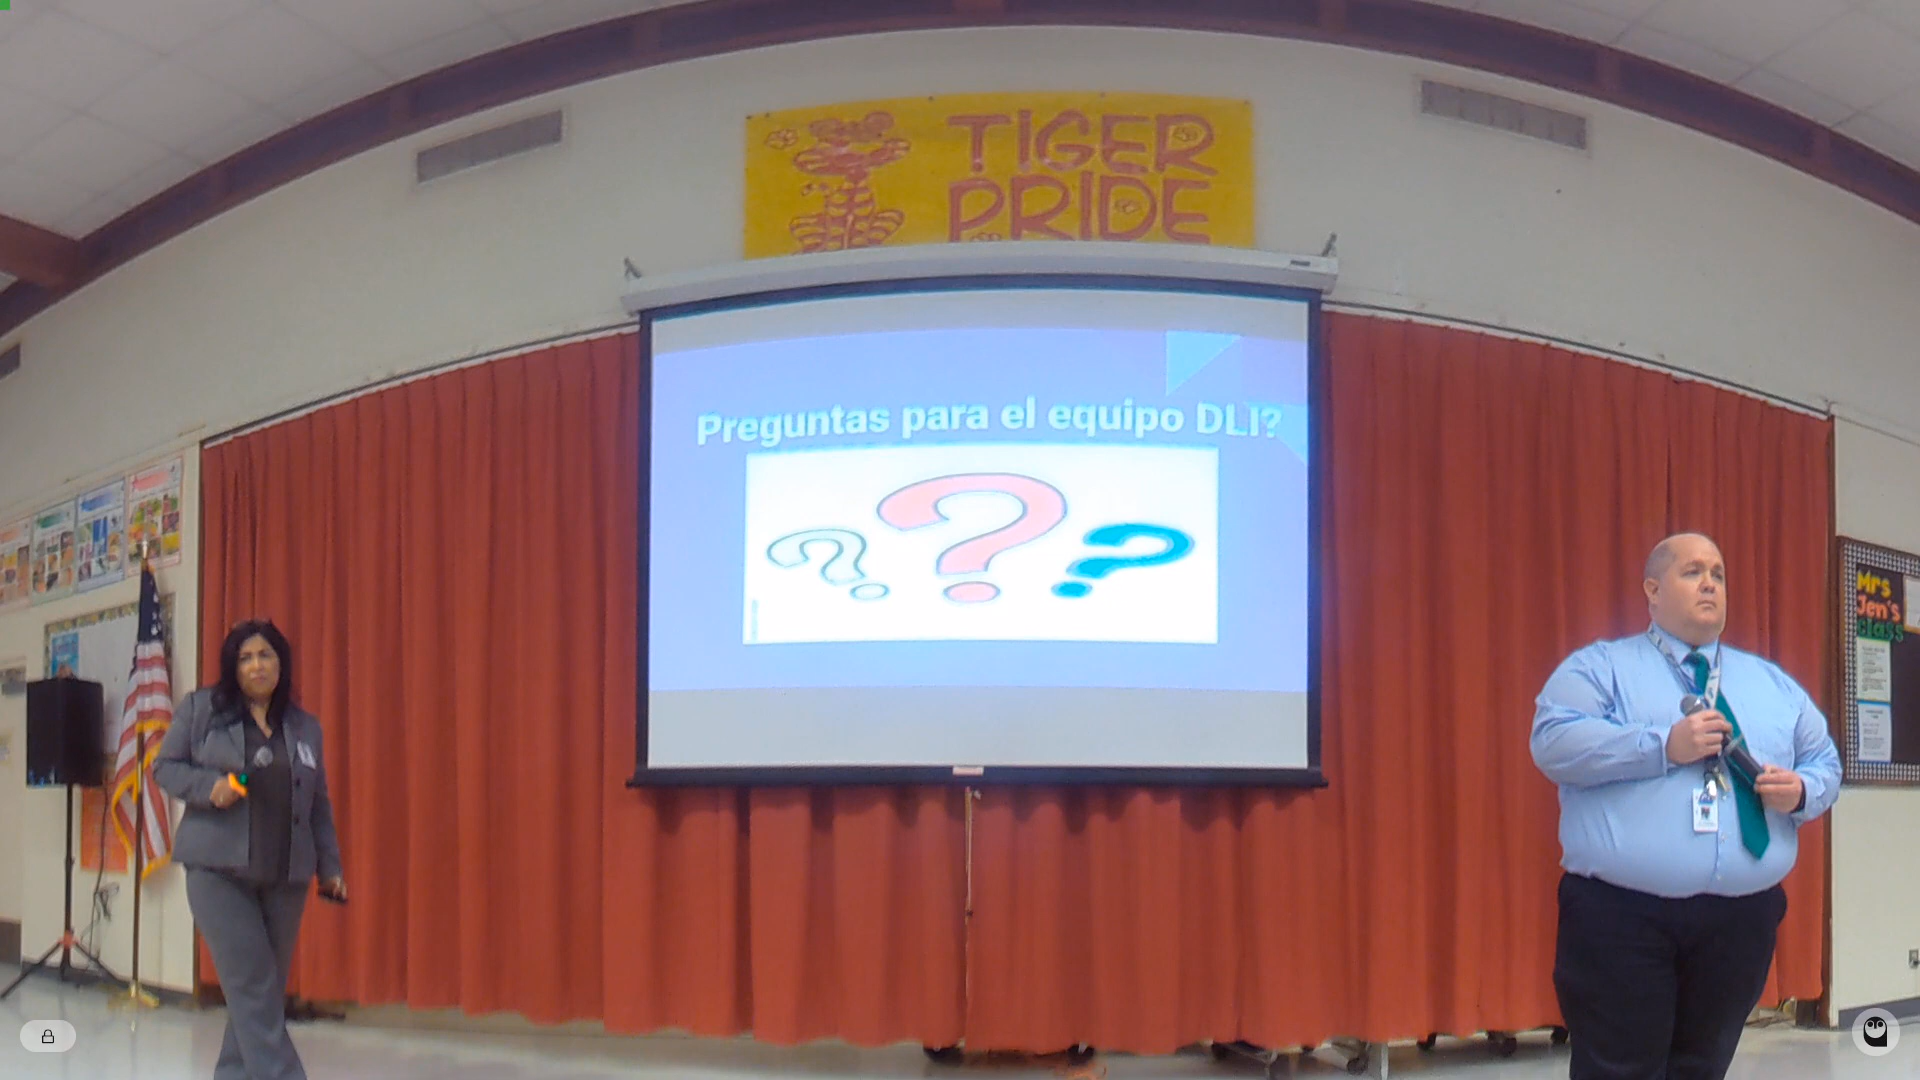 TIGER
PRIDE
Preguntas para el equipo DLI?
Mrs
Jen's
class